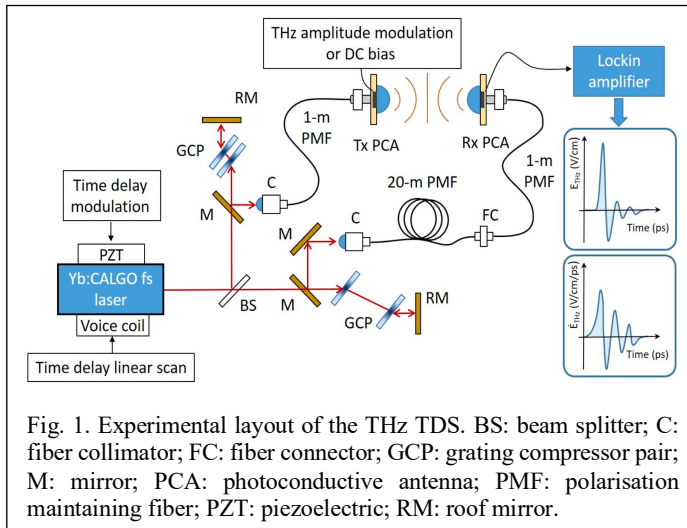 THz amplitude modulation
or DC bias
Lockin
amplifier
RM
1-m
PMF
GCP
Tx PCA
Rx PCA
1-m
PMF
C
20-m PMF
M
C
FC
Time delay
modulation
M
PZT
Yb:CALGO fs
laser
Voice coil
BS
M
GCP
RM
Time delay linear scan
E_THz (V/cm)
Time (ps)
Ė_THz (V/cm/ps)
Time (ps)
Fig. 1. Experimental layout of the THz TDS. BS: beam splitter; C:
fiber collimator; FC: fiber connector; GCP: grating compressor pair;
M: mirror; PCA: photoconductive antenna; PMF: polarisation
maintaining fiber; PZT: piezoelectric; RM: roof mirror.